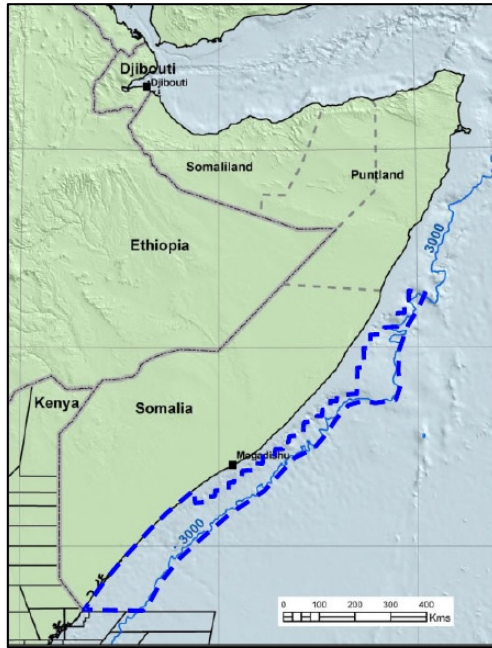 Djibouti
Djibouti
Somaliland
Puntland
3000
Ethiopia
Kenya
Somalia
Mogadishu
3000
0 100 200 300 400
Kms